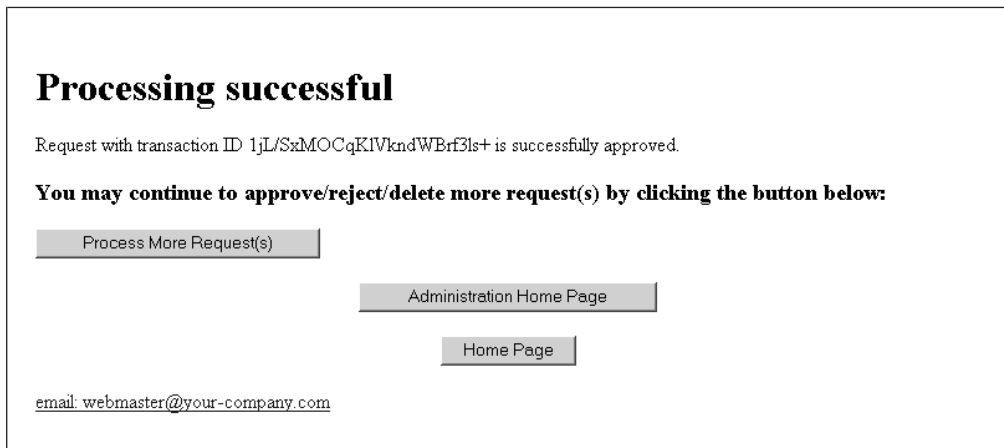 Processing successful
Request with transaction ID 1jL/SxMOCqKlVkndWBrf3ls+ is successfully approved.
You may continue to approve/reject/delete more request(s) by clicking the button below:
Process More Request(s)
Administration Home Page
Home Page
email: webmaster@your-company.com